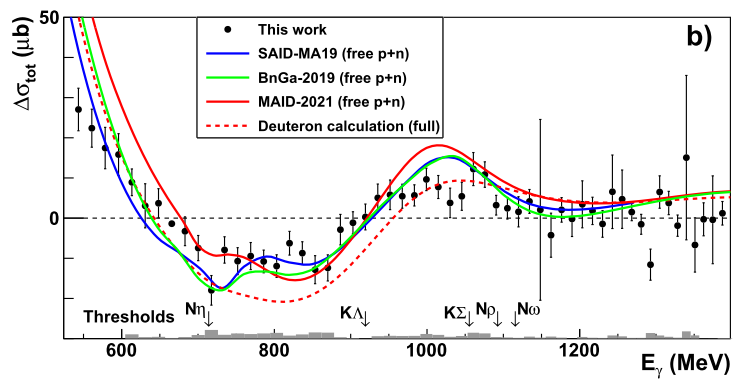 50
This work
b)
SAID-MA19 (free p+n)
BnGa-2019 (free p+n)
MAID-2021 (free p+n)
Deuteron calculation (full)
Δσtot (μb)
0
Thresholds
Nη
KΛ
KΣ
Nρ
Nω
600
800
1000
1200
Eγ (MeV)